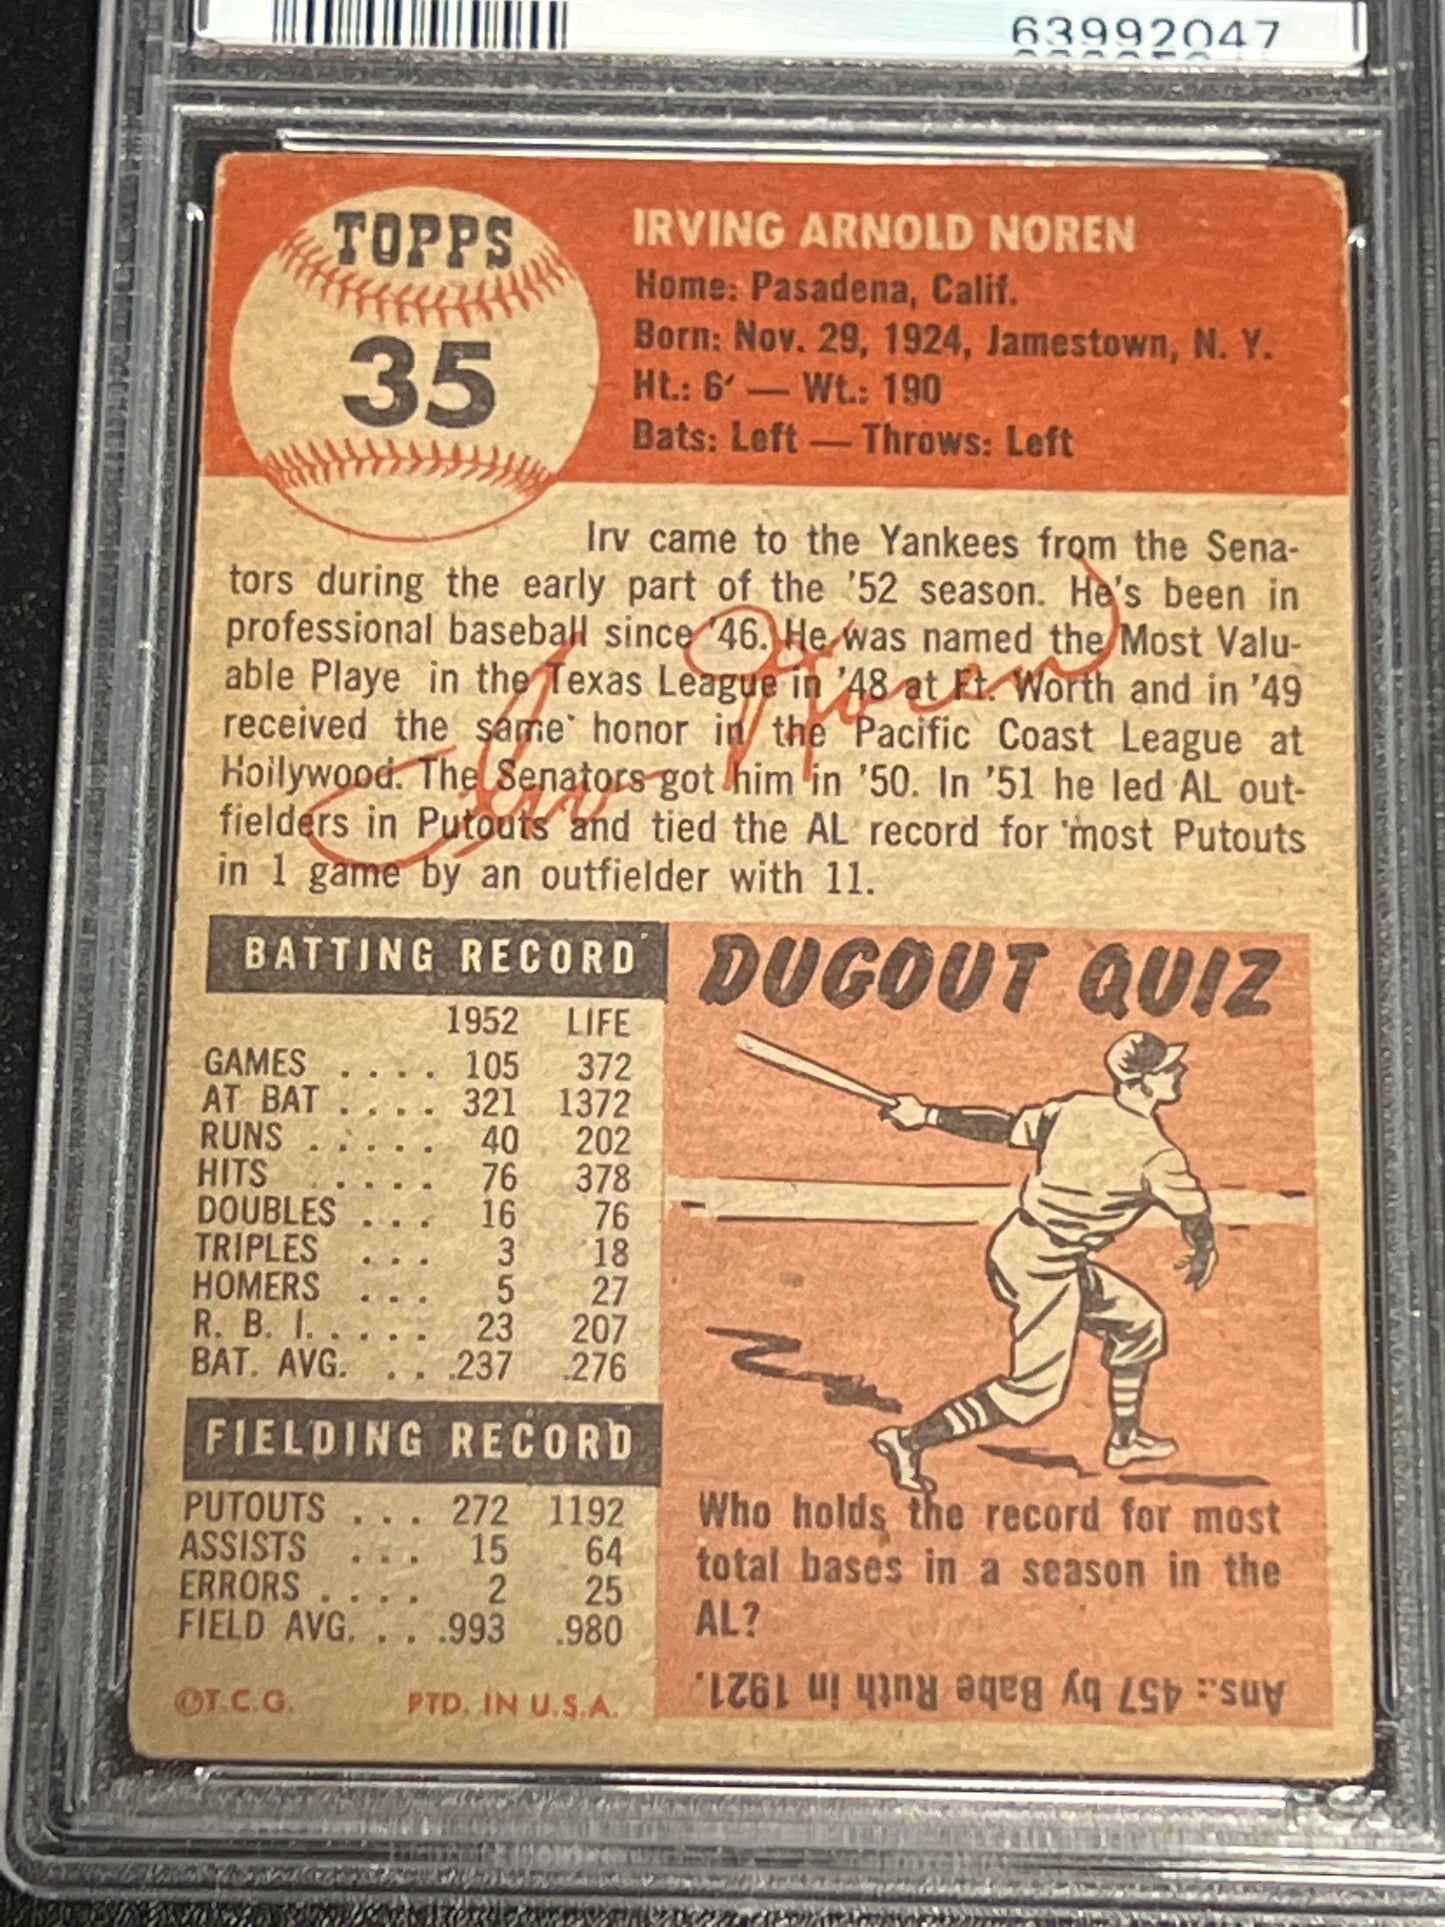 63992047
TOPPS
35
IRVING ARNOLD NOREN
Home: Pasadena, Calif.
Born: Nov. 29, 1924, Jamestown, N. Y.
Ht.: 6′ — Wt.: 190
Bats: Left — Throws: Left
Irv came to the Yankees from the Sena-
tors during the early part of the '52 season. He's been in
professional baseball since '46. He was named the Most Valu-
able Playe in the Texas League in '48 at Ft. Worth and in '49
received the same honor in the Pacific Coast League at
Hollywood. The Senators got him in '50. In '51 he led AL out-
fielders in Putouts and tied the AL record for most Putouts
in 1 game by an outfielder with 11.
Irv Noren
BATTING RECORD
1952 LIFE
GAMES . . . . 105 372
AT BAT . . . . 321 1372
RUNS . . . . . 40 202
HITS . . . . 76 378
DOUBLES . . . 16 76
TRIPLES . . . 3 18
HOMERS . . . 5 27
R. B. I. . . . . . 23 207
BAT. AVG. . . .237 .276
FIELDING RECORD
PUTOUTS . . . 272 1192
ASSISTS . . . 15 64
ERRORS . . . . 2 25
FIELD AVG. . . .993 .980
©T.C.G. PTD. IN U.S.A.
DUGOUT QUIZ
Who holds the record for most
total bases in a season in the
AL?
Ans.: 457 by Babe Ruth in 1921.